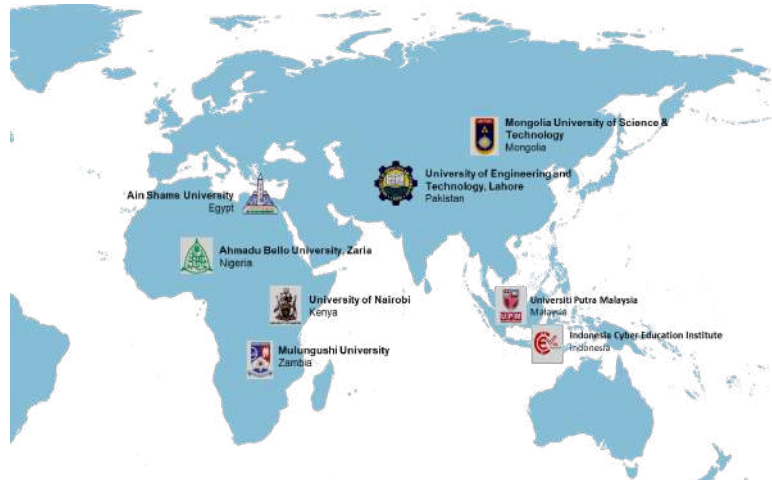 Mongolia University of Science &
Technology
Mongolia
University of Engineering and
Technology, Lahore
Pakistan
Ain Shams University
Egypt
Ahmadu Bello University, Zaria
Nigeria
University of Nairobi
Kenya
Universiti Putra Malaysia
Malaysia
UPM
Indonesia Cyber Education Institute
Indonesia
Mulungushi University
Zambia